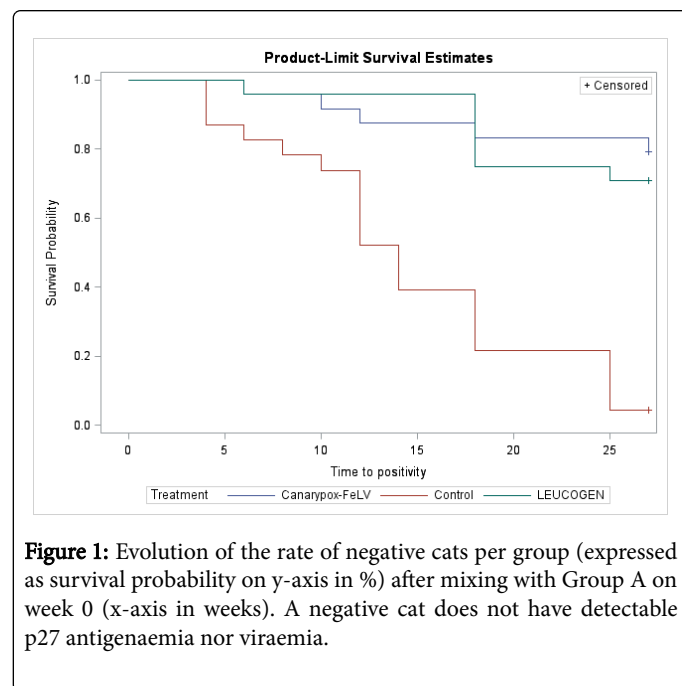 Product-Limit Survival Estimates
+ Censored
1.0
0.8
0.6
0.4
0.2
0.0
Survival Probability
0 5 10 15 20 25
Time to positivity
Treatment Canarypox-FeLV Control LEUCOGEN
Figure 1: Evolution of the rate of negative cats per group (expressed
as survival probability on y-axis in %) after mixing with Group A on
week 0 (x-axis in weeks). A negative cat does not have detectable
p27 antigenaemia nor viraemia.